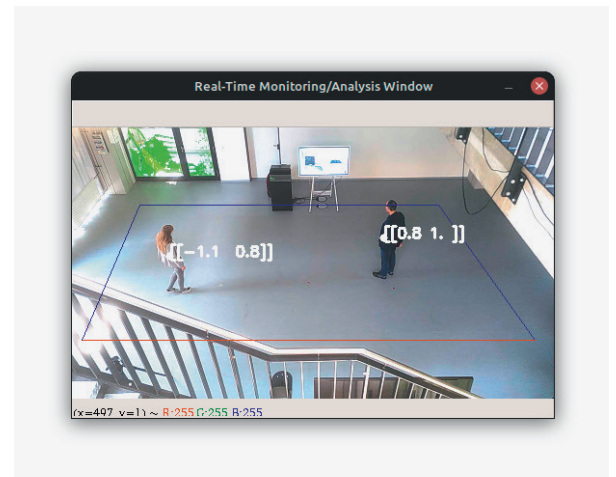 Real-Time Monitoring/Analysis Window
[[0.8 1. ]]
[[-1.1 0.8]]
(x=497, y=1) ~ R:255 G:255 B:255